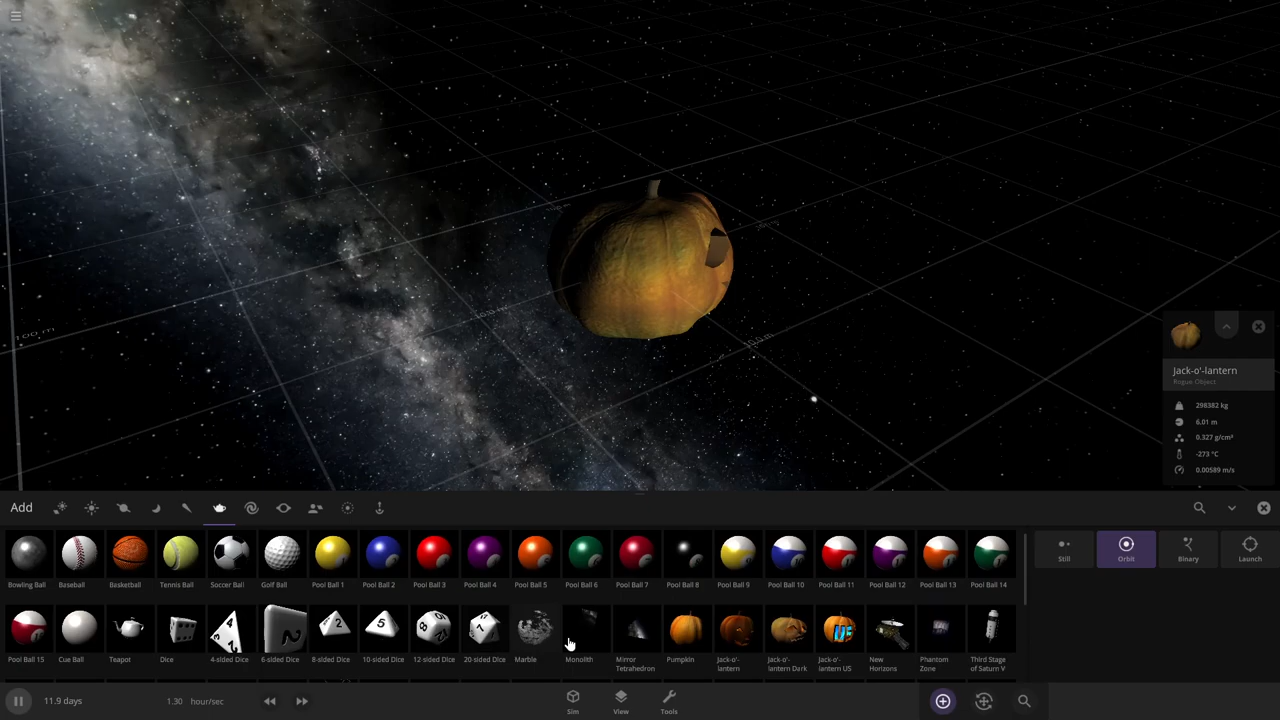 100 m
Jack-o'-lantern
Rogue Object
298382 kg
6.01 m
0.327 g/cm³
-273 °C
0.00589 m/s
Add
Bowling Ball Baseball Basketball Tennis Ball Soccer Ball Golf Ball Pool Ball 1 Pool Ball 2 Pool Ball 3 Pool Ball 4 Pool Ball 5 Pool Ball 6 Pool Ball 7 Pool Ball 8 Pool Ball 9 Pool Ball 10 Pool Ball 11 Pool Ball 12 Pool Ball 13 Pool Ball 14
Still Orbit Binary Launch
Pool Ball 15 Cue Ball Teapot Dice 4-sided Dice 6-sided Dice 8-sided Dice 10-sided Dice 12-sided Dice 20-sided Dice Marble Monolith Mirror Pumpkin Jack-o'- Jack-o'- Jack-o'- New Phantom Third Stage
Tetrahedron lantern lantern Dark lantern US Horizons Zone of Saturn V
11.9 days 1.30 hour/sec
Sim View Tools